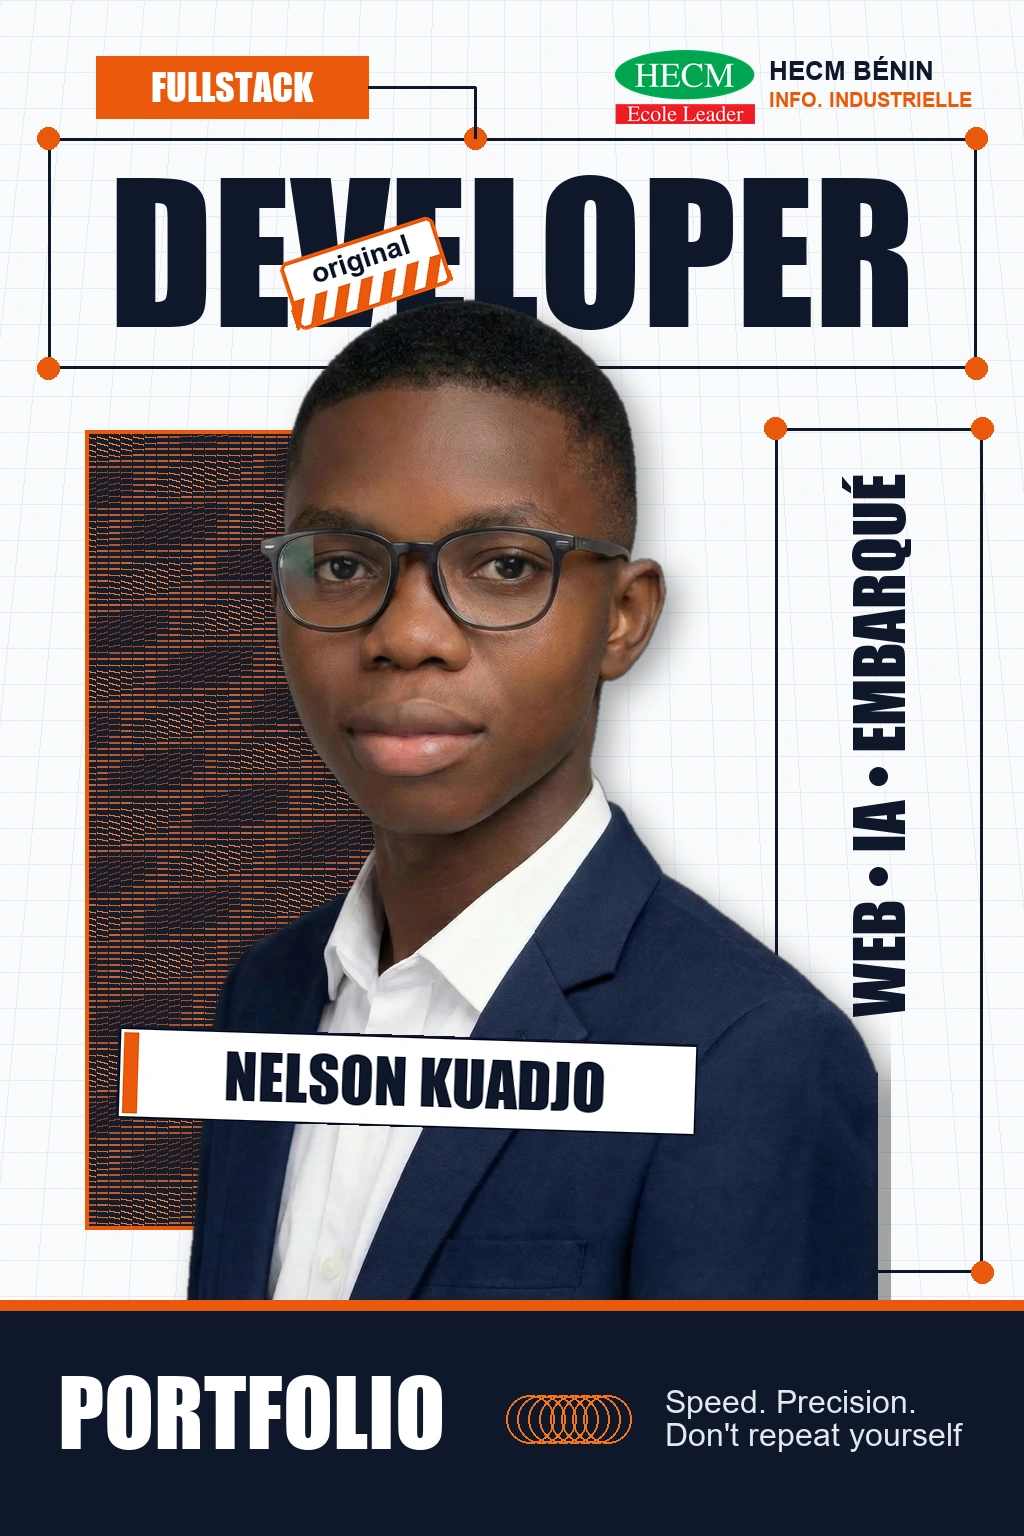 FULLSTACK
HECM
Ecole Leader
HECM BÉNIN
INFO. INDUSTRIELLE
DEVELOPER
original
WEB • IA • EMBARQUÉ
NELSON KUADJO
PORTFOLIO
Speed. Precision.
Don't repeat yourself